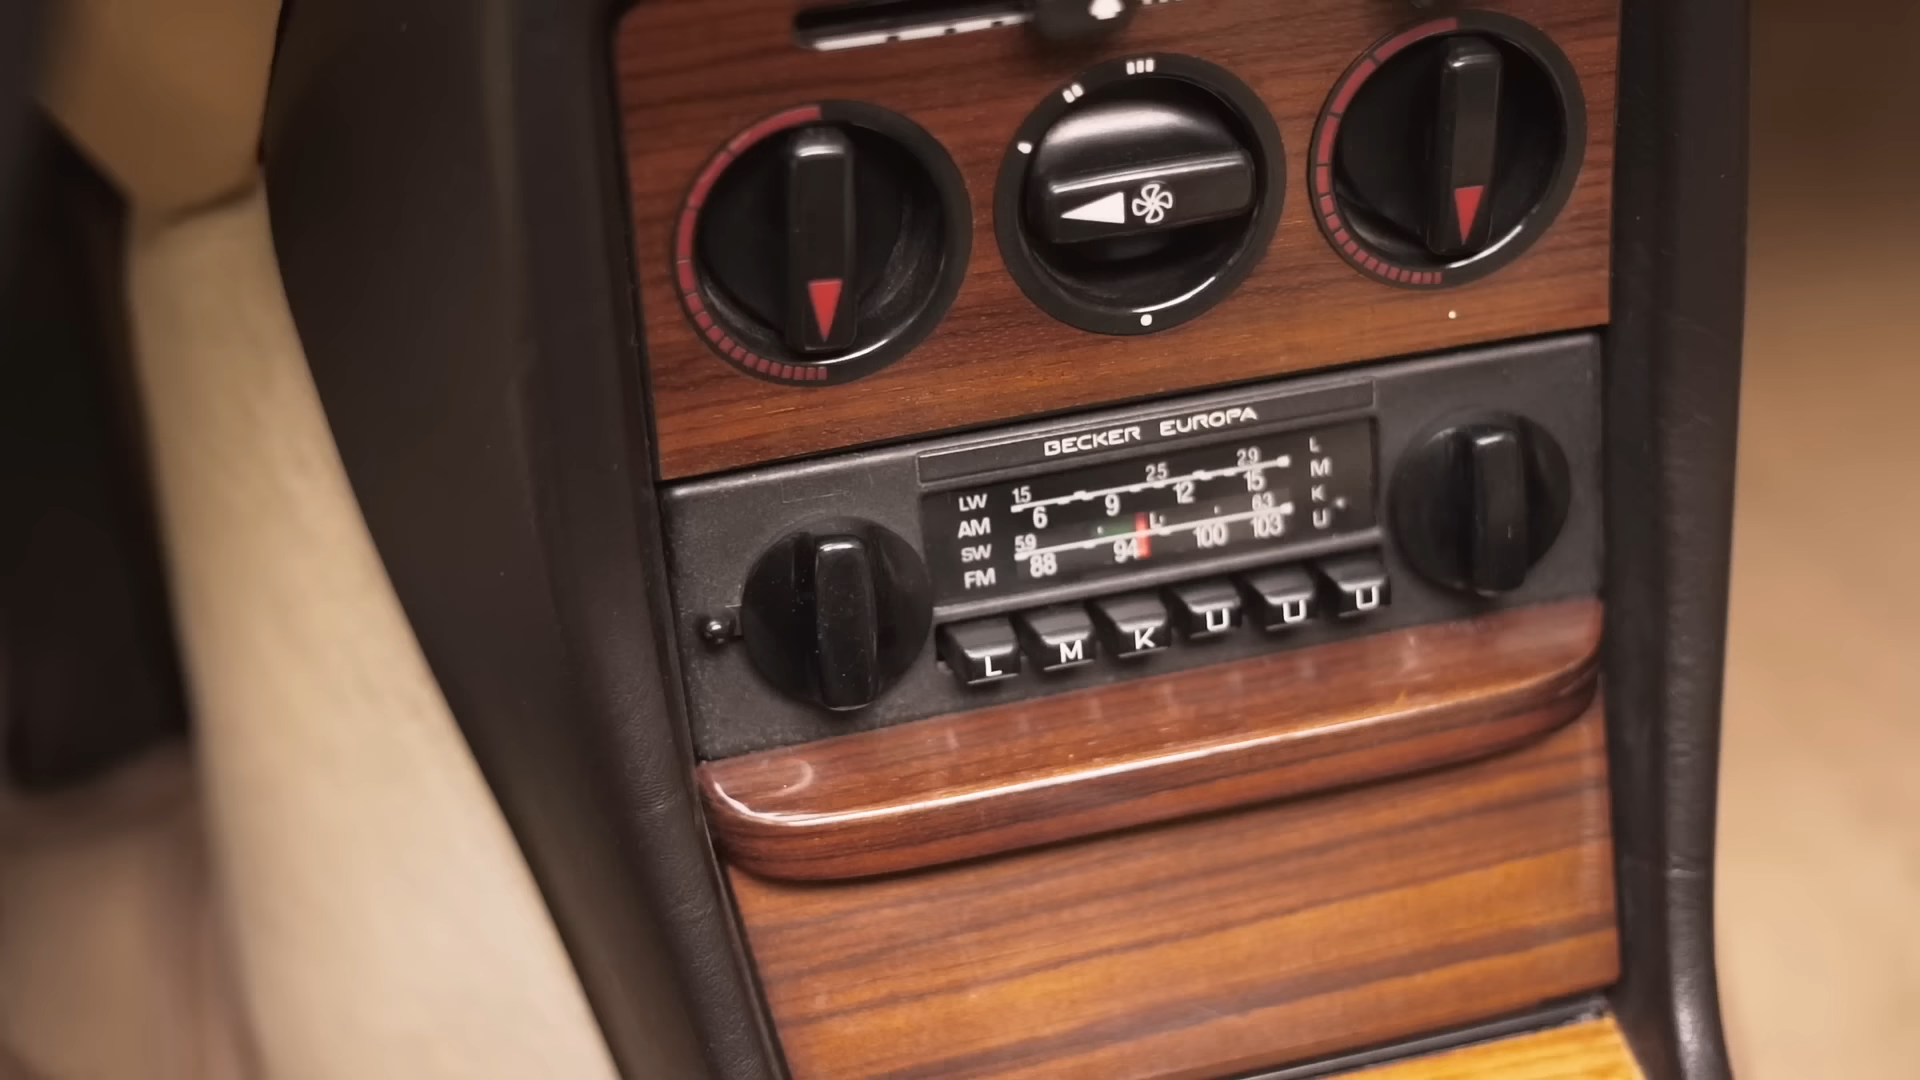 BECKER EUROPA
LW 15 25 29 L
AM 6 9 12 15 M
SW 59 L 63 K
FM 88 94 100 103 U
L M K U U U